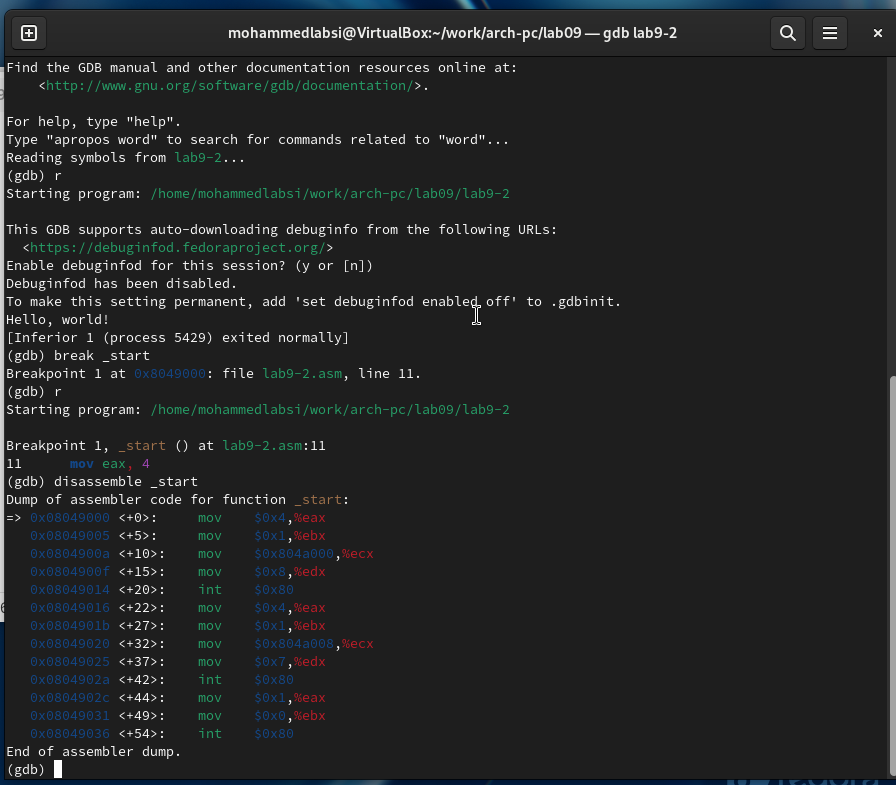 mohammedlabsi@VirtualBox:~/work/arch-pc/lab09 — gdb lab9-2
Find the GDB manual and other documentation resources online at:
    <http://www.gnu.org/software/gdb/documentation/>.
For help, type "help".
Type "apropos word" to search for commands related to "word"...
Reading symbols from lab9-2...
(gdb) r
Starting program: /home/mohammedlabsi/work/arch-pc/lab09/lab9-2
This GDB supports auto-downloading debuginfo from the following URLs:
  <https://debuginfod.fedoraproject.org/>
Enable debuginfod for this session? (y or [n])
Debuginfod has been disabled.
To make this setting permanent, add 'set debuginfod enabled off' to .gdbinit.
Hello, world!
[Inferior 1 (process 5429) exited normally]
(gdb) break _start
Breakpoint 1 at 0x8049000: file lab9-2.asm, line 11.
(gdb) r
Starting program: /home/mohammedlabsi/work/arch-pc/lab09/lab9-2
Breakpoint 1, _start () at lab9-2.asm:11
11      mov eax, 4
(gdb) disassemble _start
Dump of assembler code for function _start:
=> 0x08049000 <+0>:     mov    $0x4,%eax
   0x08049005 <+5>:     mov    $0x1,%ebx
   0x0804900a <+10>:    mov    $0x804a000,%ecx
   0x0804900f <+15>:    mov    $0x8,%edx
   0x08049014 <+20>:    int    $0x80
   0x08049016 <+22>:    mov    $0x4,%eax
   0x0804901b <+27>:    mov    $0x1,%ebx
   0x08049020 <+32>:    mov    $0x804a008,%ecx
   0x08049025 <+37>:    mov    $0x7,%edx
   0x0804902a <+42>:    int    $0x80
   0x0804902c <+44>:    mov    $0x1,%eax
   0x08049031 <+49>:    mov    $0x0,%ebx
   0x08049036 <+54>:    int    $0x80
End of assembler dump.
(gdb)